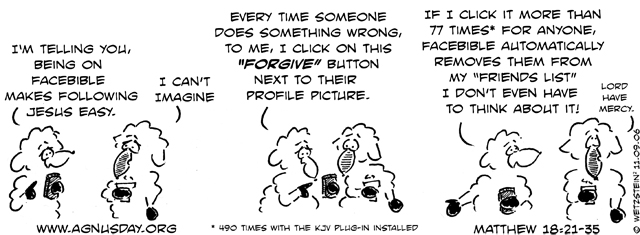 I'M TELLING YOU,
BEING ON
FACEBIBLE
MAKES FOLLOWING
JESUS EASY.
I CAN'T
IMAGINE
EVERY TIME SOMEONE
DOES SOMETHING WRONG,
TO ME, I CLICK ON THIS
"FORGIVE" BUTTON
NEXT TO THEIR
PROFILE PICTURE.
IF I CLICK IT MORE THAN
77 TIMES* FOR ANYONE,
FACEBIBLE AUTOMATICALLY
REMOVES THEM FROM
MY "FRIENDS LIST"
I DON'T EVEN HAVE
TO THINK ABOUT IT!
LORD
HAVE
MERCY.
WWW.AGNUSDAY.ORG
* 490 TIMES WITH THE KJV PLUG-IN INSTALLED
MATTHEW 18:21-35
© WETZSTEIN 11.09.06